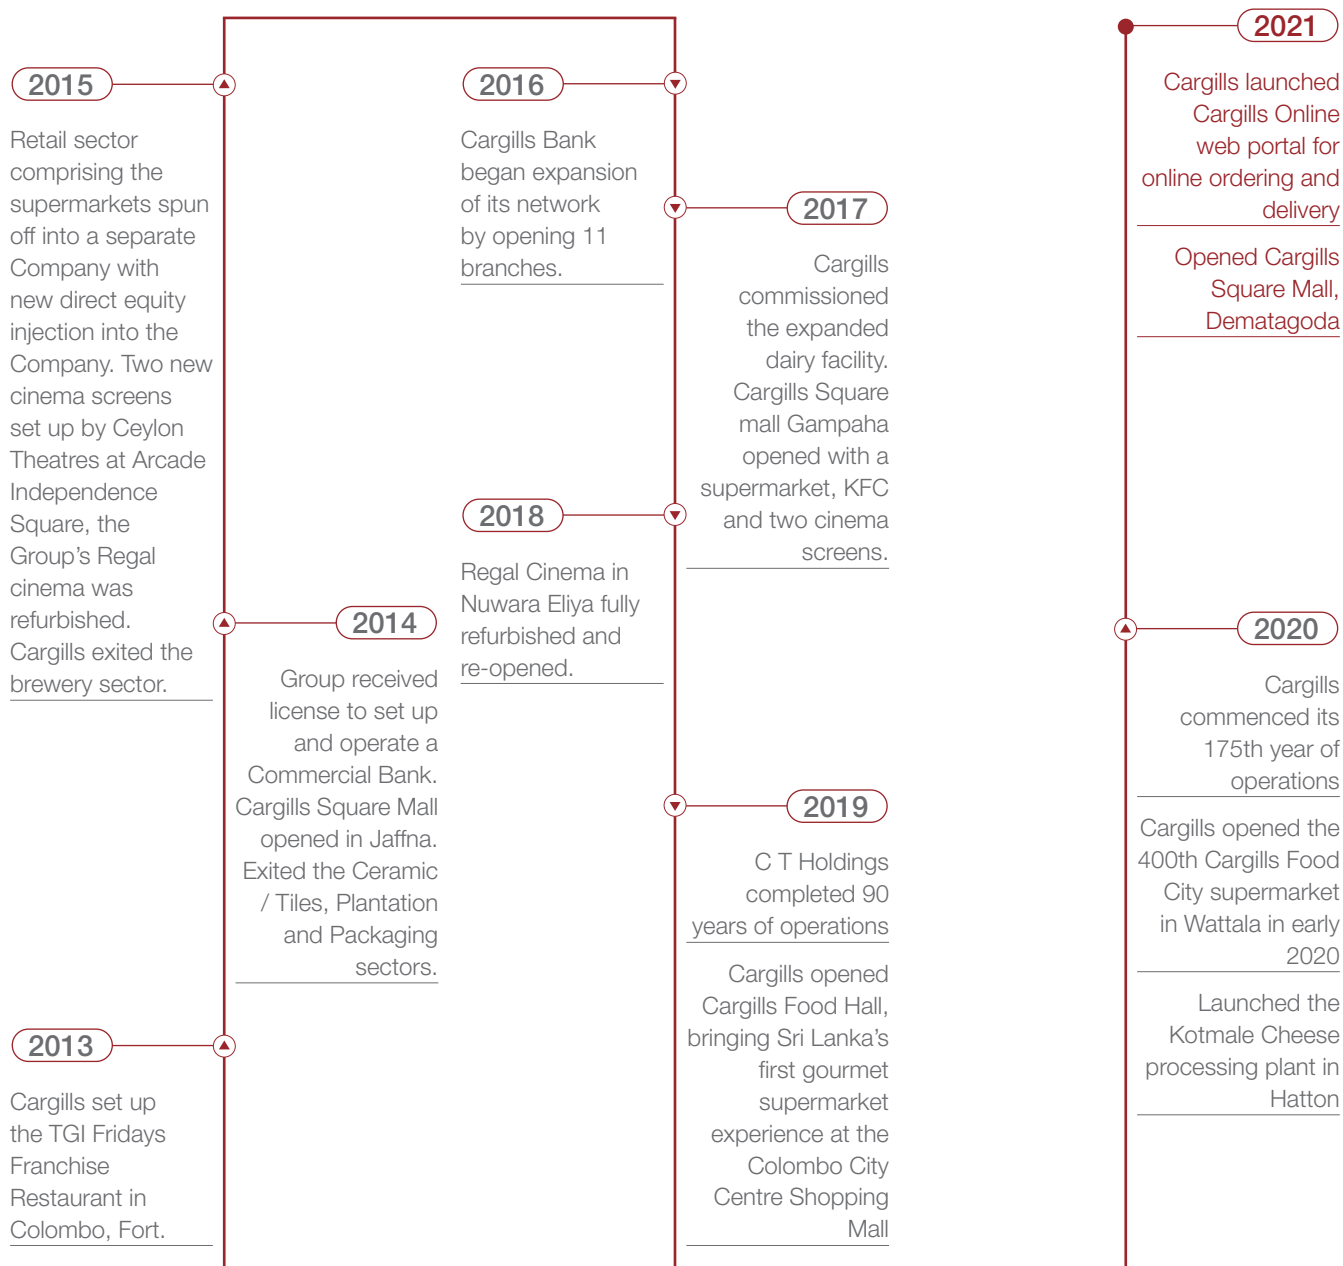 2015
Retail sector
comprising the
supermarkets spun
off into a separate
Company with
new direct equity
injection into the
Company. Two new
cinema screens
set up by Ceylon
Theatres at Arcade
Independence
Square, the
Group’s Regal
cinema was
refurbished.
Cargills exited the
brewery sector.
2014
Group received
license to set up
and operate a
Commercial Bank.
Cargills Square Mall
opened in Jaffna.
Exited the Ceramic
/ Tiles, Plantation
and Packaging
sectors.
2013
Cargills set up
the TGI Fridays
Franchise
Restaurant in
Colombo, Fort.
2016
Cargills Bank
began expansion
of its network
by opening 11
branches.
2017
Cargills
commissioned
the expanded
dairy facility.
Cargills Square
mall Gampaha
opened with a
supermarket, KFC
and two cinema
screens.
2018
Regal Cinema in
Nuwara Eliya fully
refurbished and
re-opened.
2019
C T Holdings
completed 90
years of operations
Cargills opened
Cargills Food Hall,
bringing Sri Lanka’s
first gourmet
supermarket
experience at the
Colombo City
Centre Shopping
Mall
2021
Cargills launched
Cargills Online
web portal for
online ordering and
delivery
Opened Cargills
Square Mall,
Dematagoda
2020
Cargills
commenced its
175th year of
operations
Cargills opened the
400th Cargills Food
City supermarket
in Wattala in early
2020
Launched the
Kotmale Cheese
processing plant in
Hatton